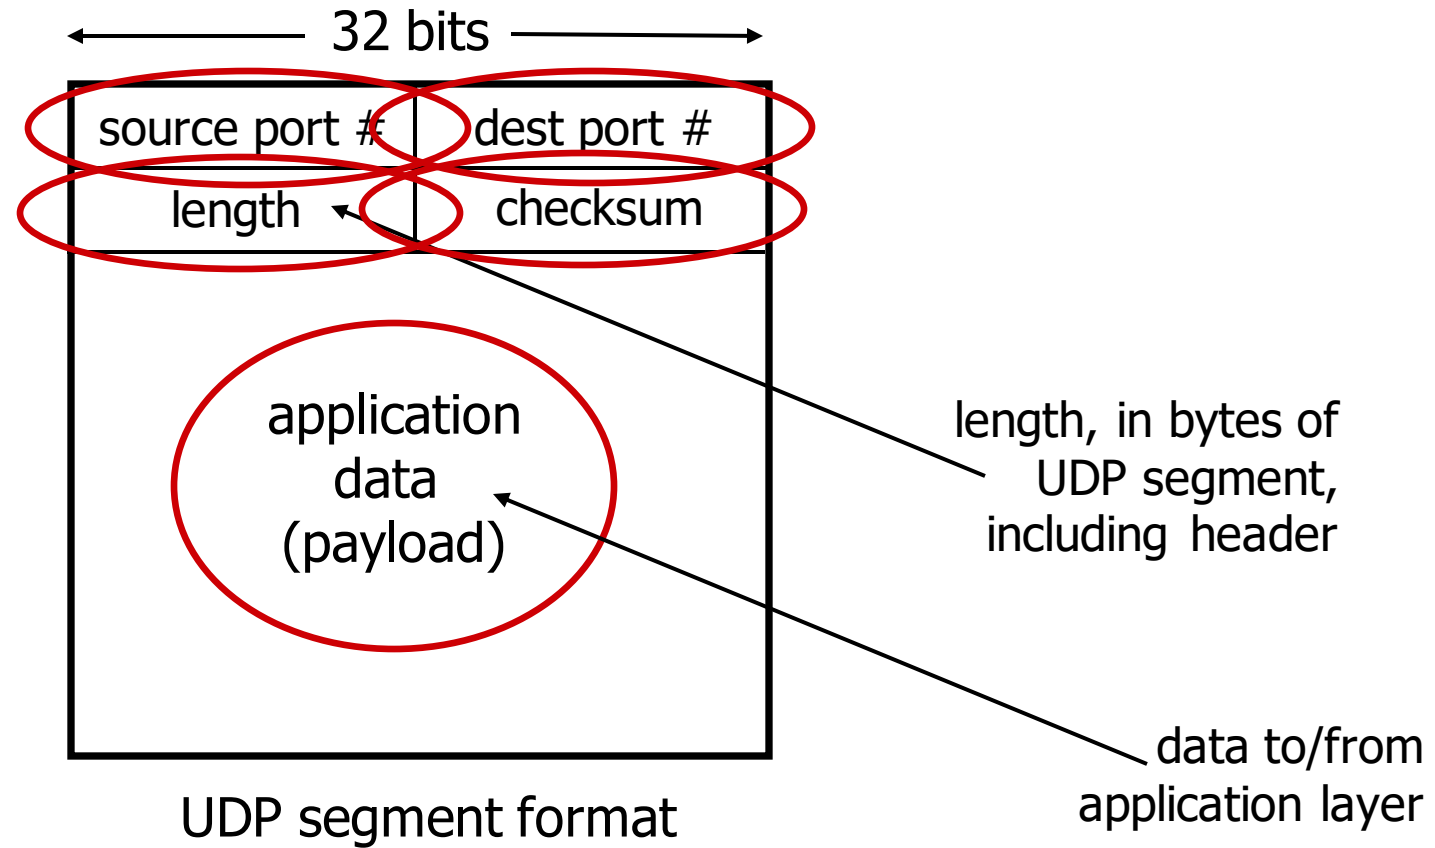 32 bits
source port #
dest port #
length
checksum
application
data
(payload)
length, in bytes of
UDP segment,
including header
data to/from
application layer
UDP segment format